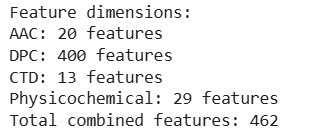 Feature dimensions:
AAC: 20 features
DPC: 400 features
CTD: 13 features
Physicochemical: 29 features
Total combined features: 462